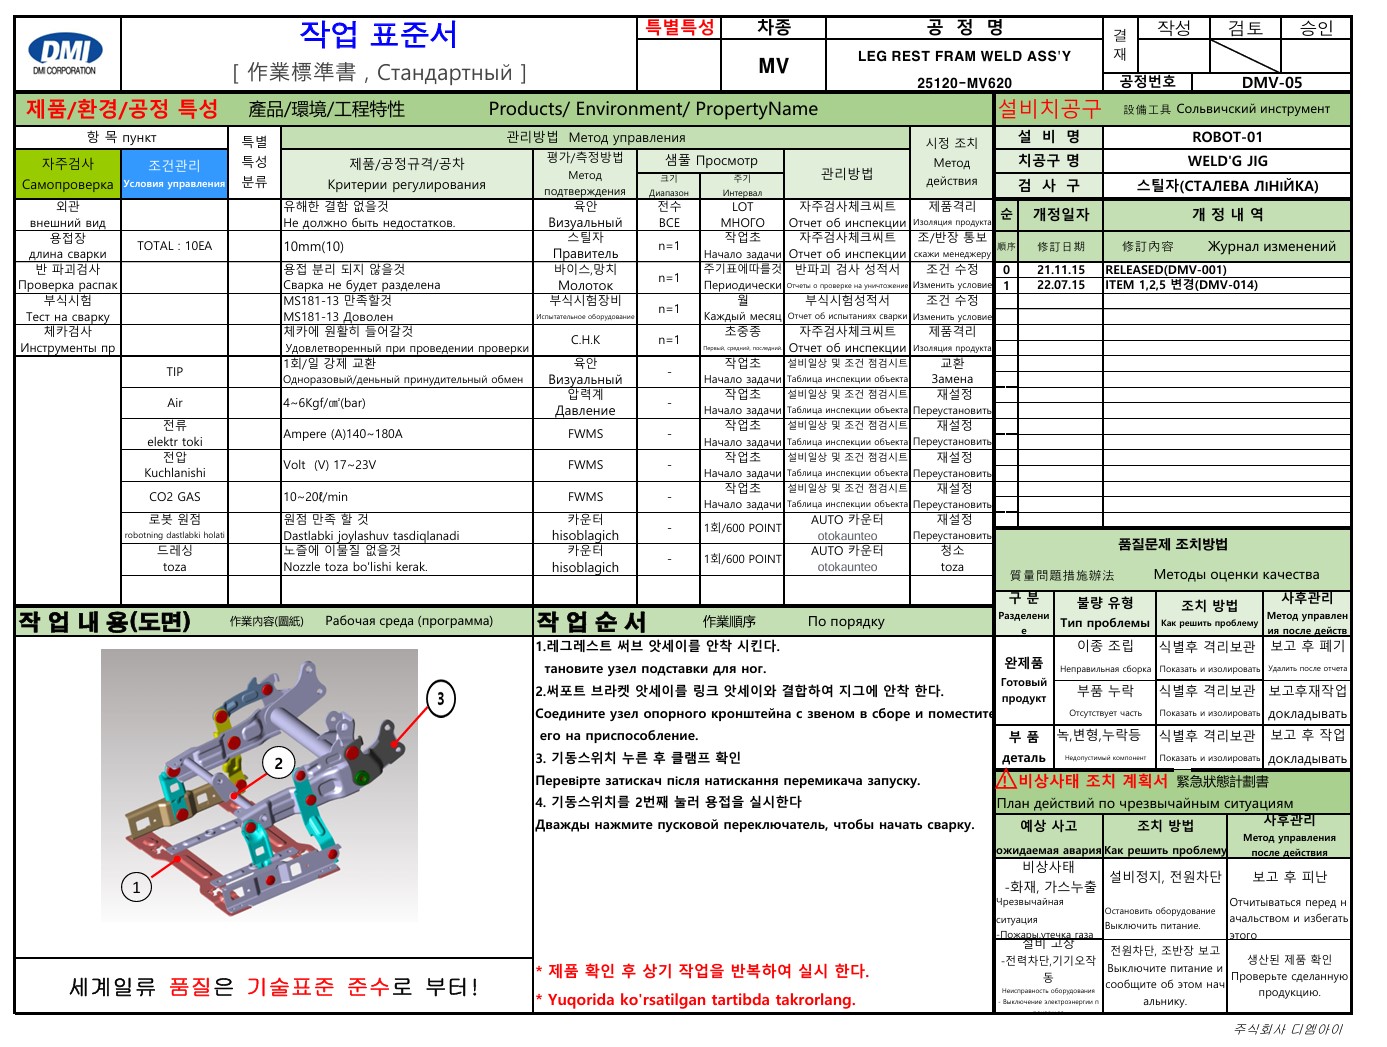 DMI
DMI CORPORATION
작업 표준서
[ 作業標準書 , Стандартный ]
특별특성
차종
공 정 명
MV
LEG REST FRAM WELD ASS'Y
25120-MV620
결재
작성
검토
승인
공정번호
DMV-05
제품/환경/공정 특성 產品/環境/工程特性 Products/ Environment/ PropertyName
설비치공구 設備工具 Сольвичский инструмент
설 비 명
ROBOT-01
치공구 명
WELD'G JIG
검 사 구
스틸자(СТАЛЕВА ЛІНІЙКА)
순
개정일자
개 정 내 역
順序
修訂日期
修訂內容 Журнал изменений
0 21.11.15 RELEASED(DMV-001)
1 22.07.15 ITEM 1,2,5 변경(DMV-014)
항 목 пункт
특별
특성
분류
管理方法 Метод управления
시정 조치
Метод
действия
자주검사
Самопроверка
조건관리
Условия управления
제품/공정규격/공차
Критерии регулирования
평가/측정방법
Метод
подтверждения
샘풀 Просмотр
크기
Диапазон
주기
Интервал
관리방법
외관
внешний вид
유해한 결함 없을것
Не должно быть недостатков.
육안
Визуальный
전수
ВСЕ
LOT
МНОГО
자주검사체크씨트
Отчет об инспекции
제품격리
Изоляция продукта
용접장
длина сварки
TOTAL : 10EA
10mm(10)
스틸자
Правитель
n=1
작업초
Начало задачи
자주검사체크씨트
Отчет об инспекции
조/반장 통보
скажи менеджеру
반 파괴검사
Проверка распак
용접 분리 되지 않을것
Сварка не будет разделена
바이스,망치
Молоток
n=1
주기표에따를것
Периодически
반파괴 검사 성적서
Отчеты о проверке на уничтожение
조건 수정
Изменить условие
부식시험
Тест на сварку
MS181-13 만족할것
MS181-13 Доволен
부식시험장비
Испытательное оборудование
n=1
월
Каждый месяц
부식시험성적서
Отчет об испытаниях сварки
조건 수정
Изменить условие
체카검사
Инструменты пр
체카에 원활히 들어갈것
Удовлетворенный при проведении проверки
C.H.K
n=1
초중종
Первый, средний, последний.
자주검사체크씨트
Отчет об инспекции
제품격리
Изоляция продукта
TIP
1회/일 강제 교환
Одноразовый/деньный принудительный обмен
육안
Визуальный
-
작업초
Начало задачи
설비일상 및 조건 점검시트
Таблица инспекции объекта
교환
Замена
Air
4~6Kgf/㎠(bar)
압력계
Давление
-
작업초
Начало задачи
설비일상 및 조건 점검시트
Таблица инспекции объекта
재설정
Переустановить
전류
elektr toki
Ampere (A)140~180A
FWMS
-
작업초
Начало задачи
설비일상 및 조건 점검시트
Таблица инспекции объекта
재설정
Переустановить
전압
Kuchlanishi
Volt (V) 17~23V
FWMS
-
작업초
Начало задачи
설비일상 및 조건 점검시트
Таблица инспекции объекта
재설정
Переустановить
CO2 GAS
10~20ℓ/min
FWMS
-
작업초
Начало задачи
설비일상 및 조건 점검시트
Таблица инспекции объекта
재설정
Переустановить
로봇 원점
robotning dastlabki holati
원점 만족 할 것
Dastlabki joylashuv tasdiqlanadi
카운터
hisoblagich
-
1회/600 POINT
AUTO 카운터
otokaunteo
재설정
Переустановить
드레싱
toza
노즐에 이물질 없을것
Nozzle toza bo'lishi kerak.
카운터
hisoblagich
-
1회/600 POINT
AUTO 카운터
otokaunteo
청소
toza
작 업 내 용(도면) 作業內容(圖紙) Рабочая среда (программа)
1
2
3
세계일류 품질은 기술표준 준수로 부터!
작 업 순 서 作業順序 По порядку
1.레그레스트 써브 앗세이를 안착 시킨다.
тановите узел подставки для ног.
2.써포트 브라켓 앗세이를 링크 앗세이와 결합하여 지그에 안착 한다.
Соедините узел опорного кронштейна с звеном в сборе и поместите
его на приспособление.
3. 기동스위치 누른 후 클램프 확인
Перевірте затискач після натискання перемикача запуску.
4. 기동스위치를 2번째 눌러 용접을 실시한다
Дважды нажмите пусковой переключатель, чтобы начать сварку.
* 제품 확인 후 상기 작업을 반복하여 실시 한다.
* Yuqorida ko'rsatilgan tartibda takrorlang.
품질문제 조치방법
質量問題措施辦法 Методы оценки качества
구 분
Разделени
е
불량 유형
Тип проблемы
조치 방법
Как решить проблему
사후관리
Метод управлен
ия после действ
완제품
Готовый
продукт
이종 조립
Неправильная сборка
식별후 격리보관
Показать и изолировать
보고 후 폐기
Удалить после отчета
부품 누락
Отсутствует часть
식별후 격리보관
Показать и изолировать
보고후재작업
докладывать
부 품
деталь
녹,변형,누락등
Недопустимый компонент
식별후 격리보관
Показать и изолировать
보고 후 작업
докладывать
비상사태 조치 계획서 緊急狀態計劃書
План действий по чрезвычайным ситуациям
예상 사고
ожидаемая авария
조치 방법
Как решить проблему
사후관리
Метод управления
после действия
비상사태
-화재, 가스누출
Чрезвычайная
ситуация
-Пожары,утечка газа
설비정지, 전원차단
Остановить оборудование
Выключить питание.
보고 후 피난
Отчитываться перед н
ачальством и избегать
этого
설비 고장
-전력차단,기기오작
동
Неисправность оборудования
- Выключение электроэнергии п
전원차단, 조반장 보고
Выключите питание и
сообщите об этом нач
альнику.
생산된 제품 확인
Проверьте сделанную
продукцию.
주식회사 디엠아이